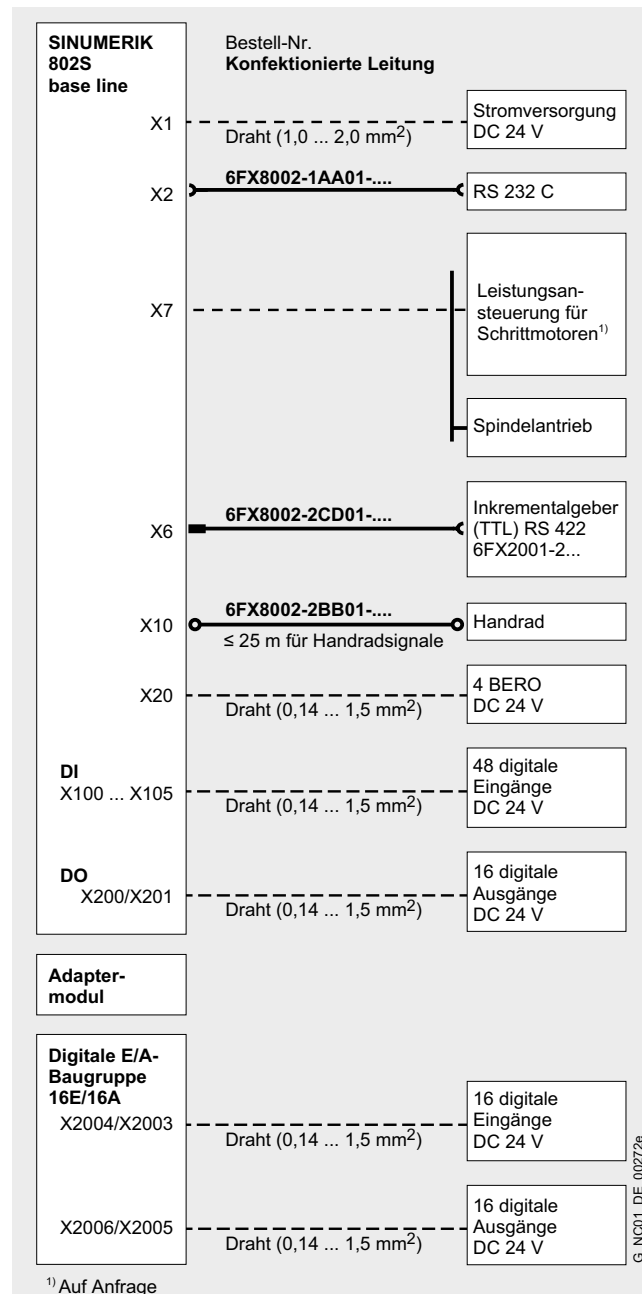 SINUMERIK
802S
base line
Bestell-Nr.
Konfektionierte Leitung
X1
Draht (1,0 ... 2,0 mm²)
Stromversorgung
DC 24 V
X2
6FX8002-1AA01-....
RS 232 C
X7
Leistungsan-
steuerung für
Schrittmotoren¹⁾
Spindelantrieb
X6
6FX8002-2CD01-....
Inkrementalgeber
(TTL) RS 422
6FX2001-2...
X10
6FX8002-2BB01-....
≤ 25 m für Handradsignale
Handrad
X20
Draht (0,14 ... 1,5 mm²)
4 BERO
DC 24 V
DI
X100 ... X105
Draht (0,14 ... 1,5 mm²)
48 digitale
Eingänge
DC 24 V
DO
X200/X201
Draht (0,14 ... 1,5 mm²)
16 digitale
Ausgänge
DC 24 V
Adapter-
modul
Digitale E/A-
Baugruppe
16E/16A
X2004/X2003
Draht (0,14 ... 1,5 mm²)
16 digitale
Eingänge
DC 24 V
X2006/X2005
Draht (0,14 ... 1,5 mm²)
16 digitale
Ausgänge
DC 24 V
G_NC01_DE_00272e
¹⁾ Auf Anfrage